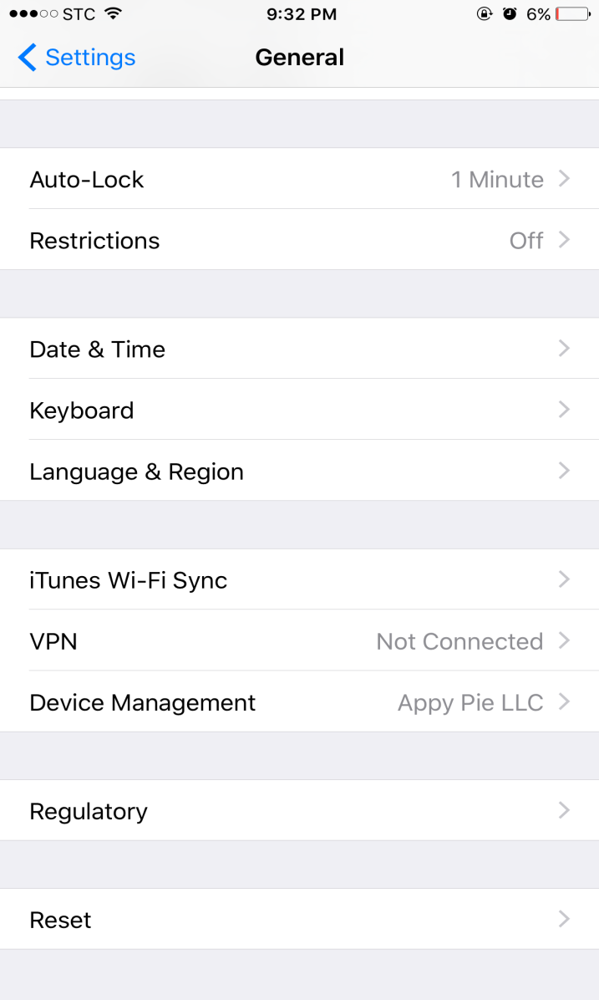 STC 9:32 PM 6%
Settings General
Auto-Lock 1 Minute
Restrictions Off
Date & Time
Keyboard
Language & Region
iTunes Wi-Fi Sync
VPN Not Connected
Device Management Appy Pie LLC
Regulatory
Reset